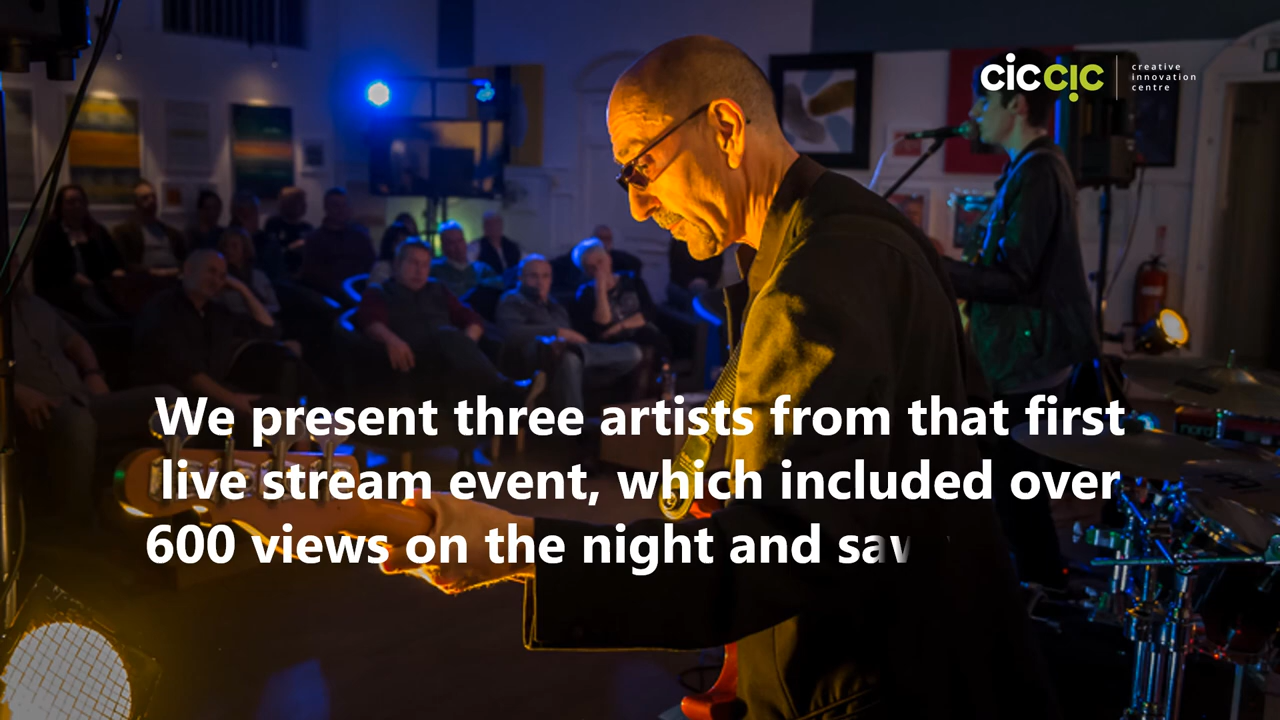 ciccic
creative
innovation
centre
We present three artists from that first
live stream event, which included over
600 views on the night and saw